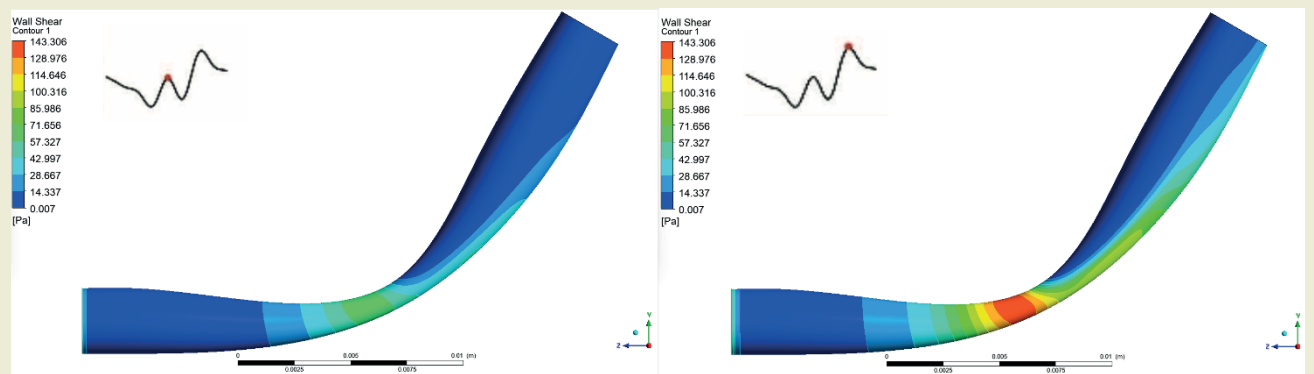 Wall Shear
Contour 1
143.306
128.976
114.646
100.316
85.986
71.656
57.327
42.997
28.667
14.337
0.007
[Pa]
0 0.005 0.01 (m)
0.0025 0.0075
Y
Z
Wall Shear
Contour 1
143.306
128.976
114.646
100.316
85.986
71.656
57.327
42.997
28.667
14.337
0.007
[Pa]
0 0.005 0.01 (m)
0.0025 0.0075
Y
Z